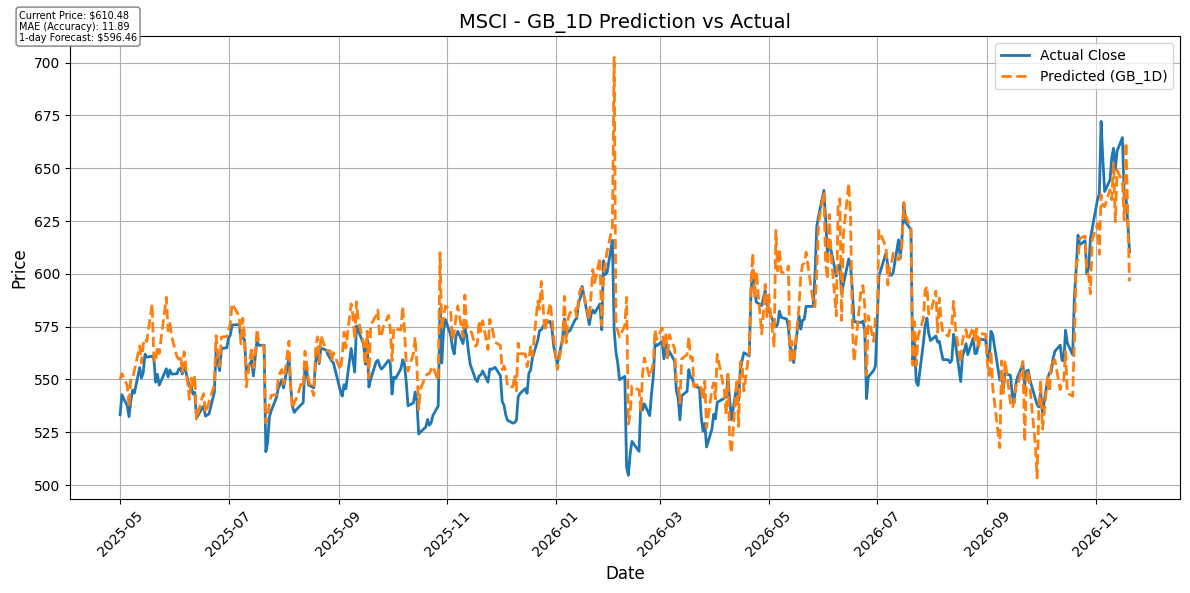 Current Price: $610.48
MAE (Accuracy): 11.89
1-day Forecast: $596.46
MSCI - GB_1D Prediction vs Actual
Actual Close
Predicted (GB_1D)
Price
700
675
650
625
600
575
550
525
500
2025-05
2025-07
2025-09
2025-11
2026-01
2026-03
2026-05
2026-07
2026-09
2026-11
Date